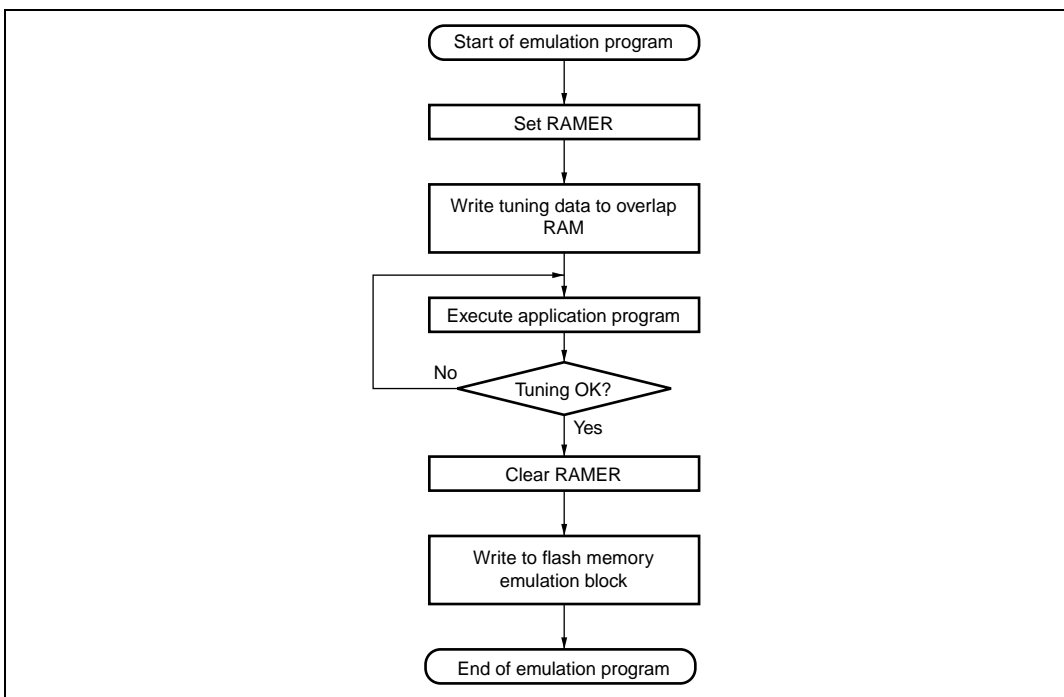 Start of emulation program
Set RAMER
Write tuning data to overlap
RAM
Execute application program
No
Tuning OK?
Yes
Clear RAMER
Write to flash memory
emulation block
End of emulation program